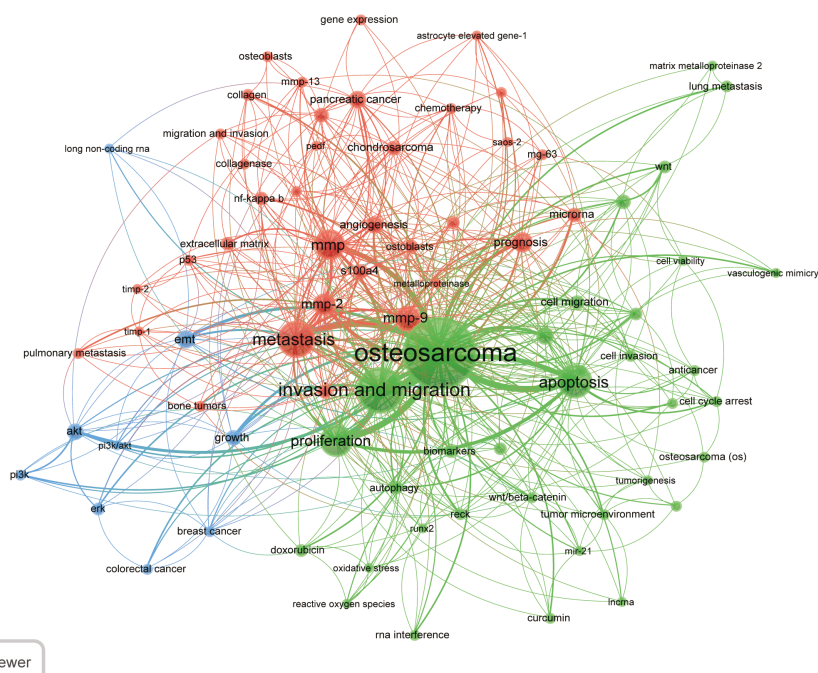 gene expression
astrocyte elevated gene-1
osteoblasts
matrix metalloproteinase 2
mmp-13
lung metastasis
collagen
pancreatic cancer
chemotherapy
migration and invasion
long non-coding rna
pedf
chondrosarcoma
saos-2
mg-63
collagenase
wnt
nf-kappa b
microrna
angiogenesis
extracellular matrix
mmp
ostoblasts
prognosis
p53
cell viability
s100a4
vasculogenic mimicry
metalloproteinase
timp-2
mmp-2
cell migration
mmp-9
timp-1
emt
metastasis
pulmonary metastasis
osteosarcoma
cell invasion
anticancer
invasion and migration
apoptosis
bone tumors
cell cycle arrest
akt
growth
proliferation
pi3k/akt
biomarkers
osteosarcoma (os)
pi3k
autophagy
tumorigenesis
wnt/beta-catenin
erk
reck
tumor microenvironment
breast cancer
runx2
doxorubicin
mir-21
colorectal cancer
oxidative stress
reactive oxygen species
lncrna
curcumin
rna interference
ewer